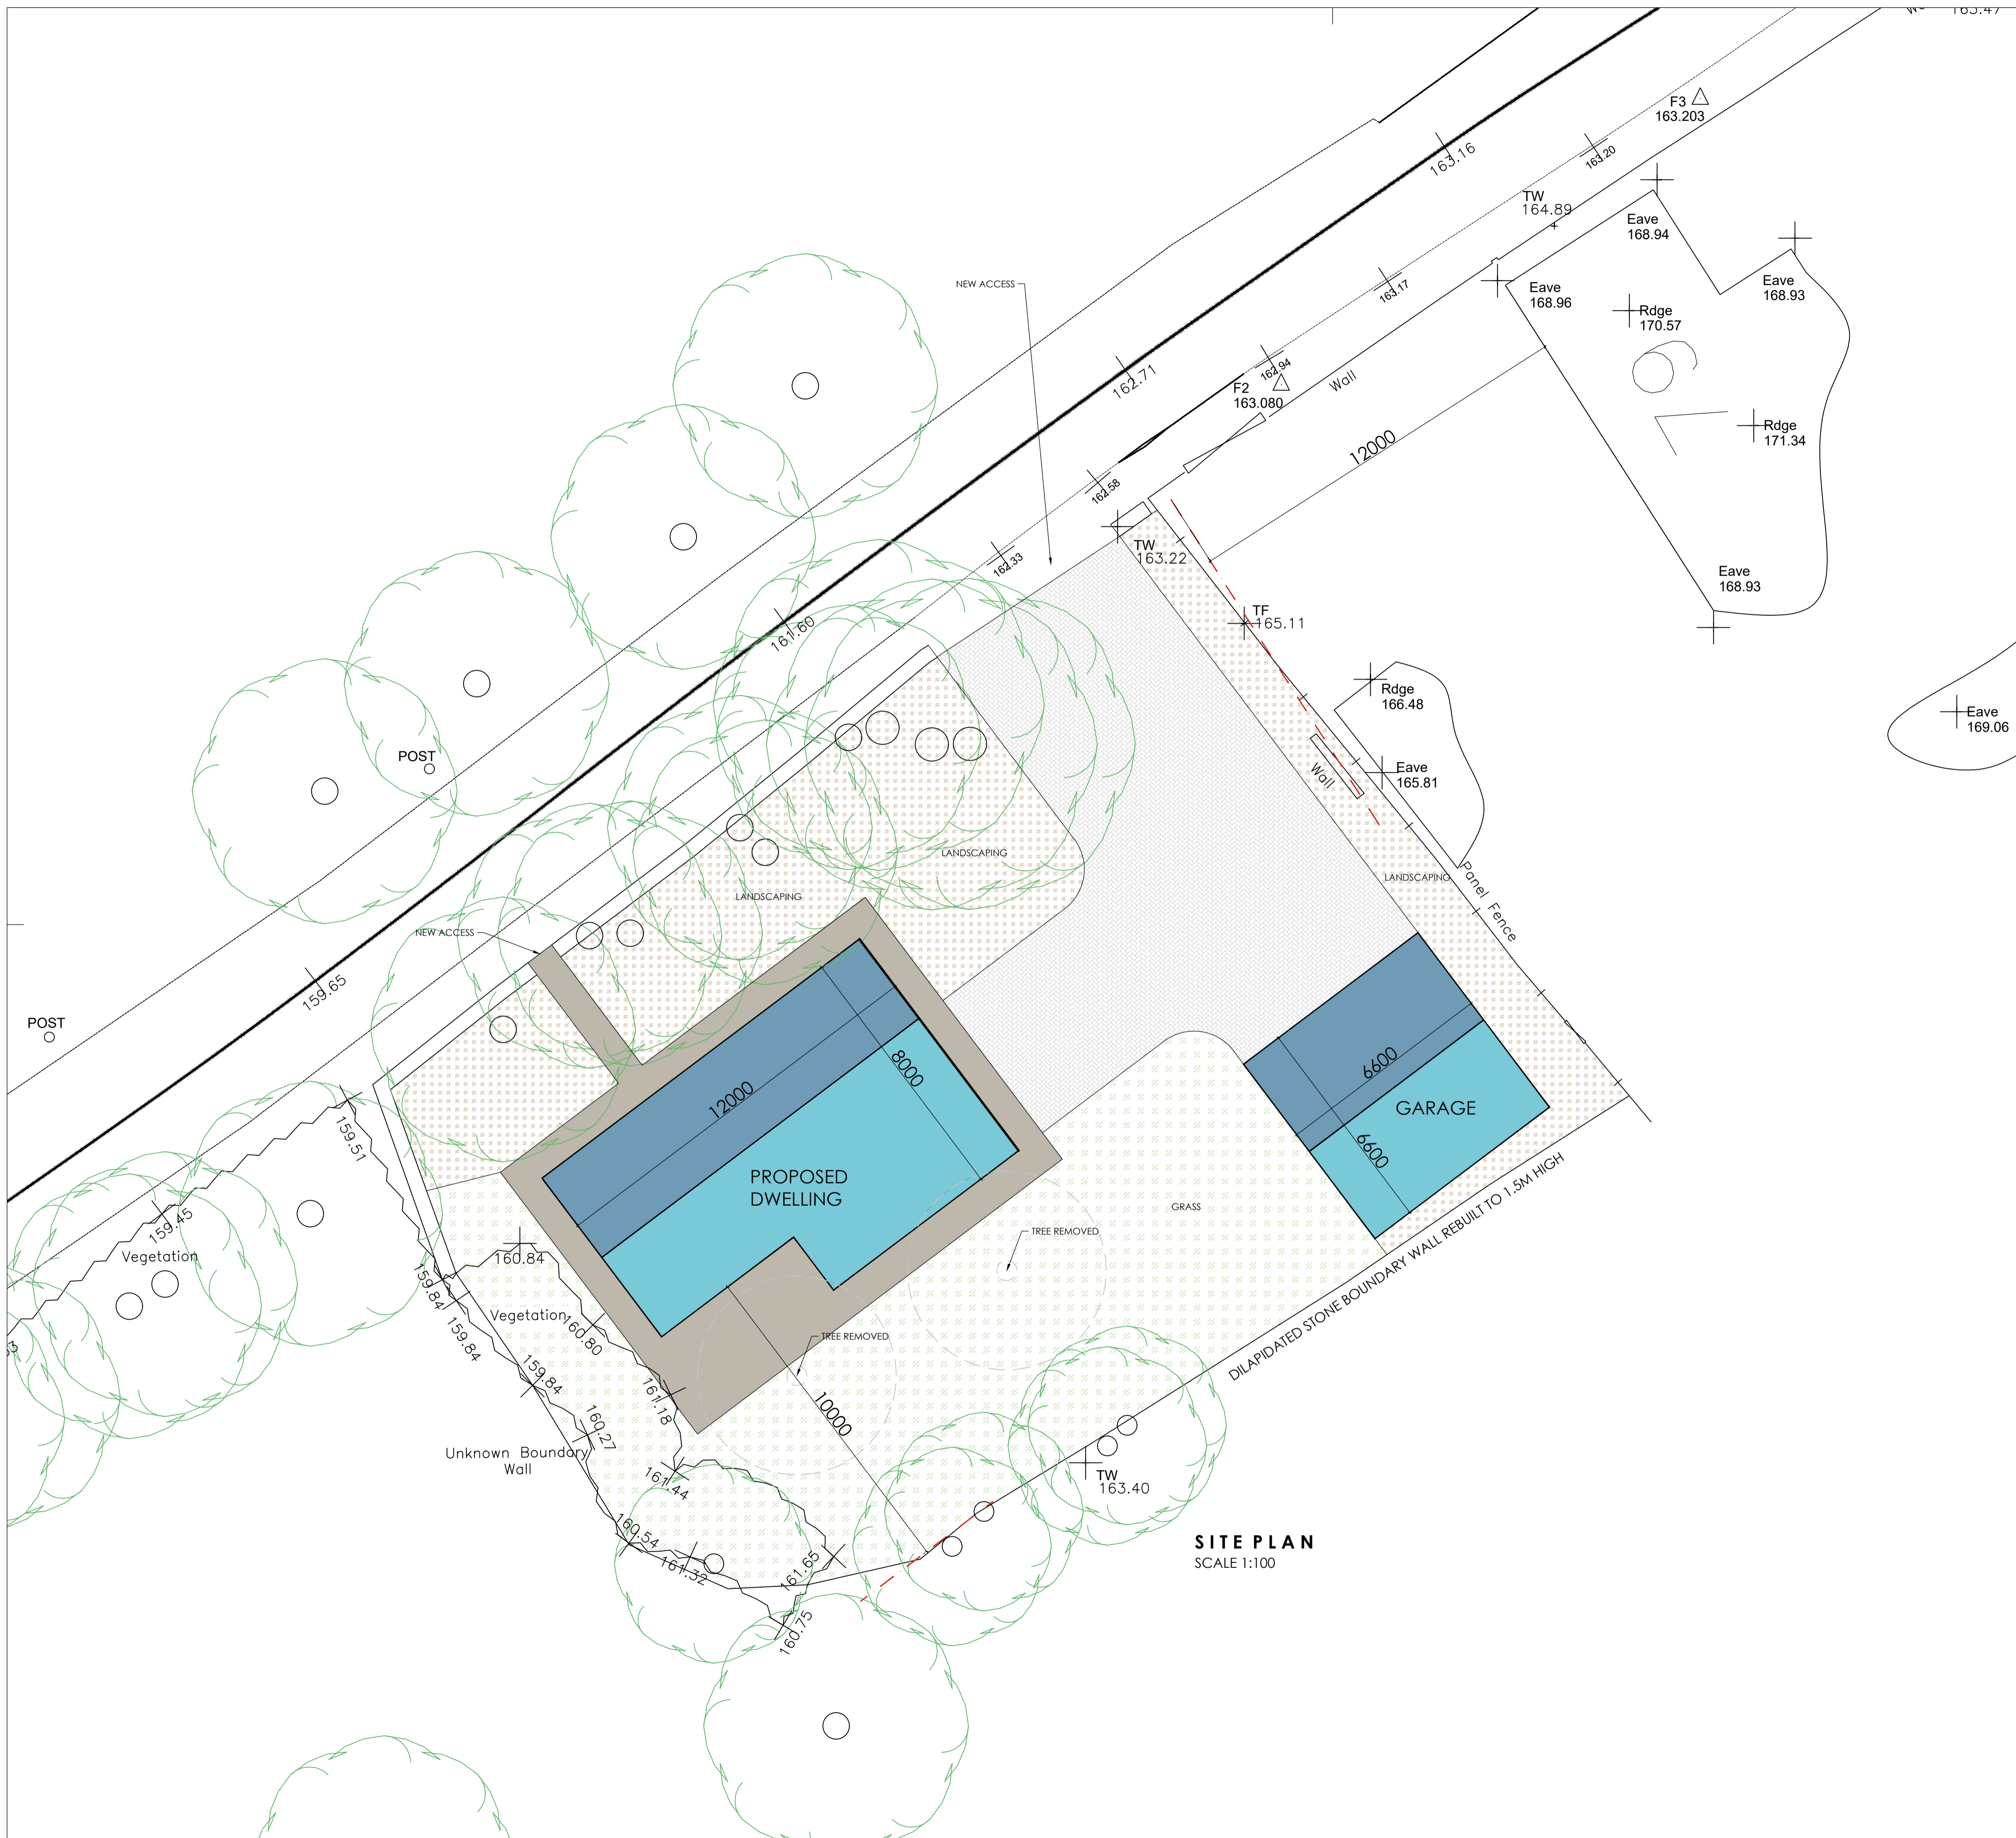 163.47
F3
163.203
163.16
163.20
TW
164.89
Eave
168.94
Eave
168.93
Eave
168.96
Rdge
170.57
NEW ACCESS
163.17
162.71
162.94
F2
163.080
Wall
Rdge
171.34
12000
162.58
TW
163.22
162.33
Eave
168.93
TF
165.11
161.60
Rdge
166.48
Eave
169.06
POST
Wall
Eave
165.81
LANDSCAPING
LANDSCAPING
LANDSCAPING
Panel Fence
NEW ACCESS
159.65
POST
12000
8000
6600
GARAGE
6600
159.51
PROPOSED
DWELLING
GRASS
159.45
Vegetation
TREE REMOVED
160.84
159.84
Vegetation
160.80
159.84
TREE REMOVED
DILAPIDATED STONE BOUNDARY WALL REBUILT TO 1.5M HIGH
159.84
161.18
10000
160.27
Unknown Boundary
Wall
161.44
TW
163.40
160.54
161.32
161.65
160.75
SITE PLAN
SCALE 1:100